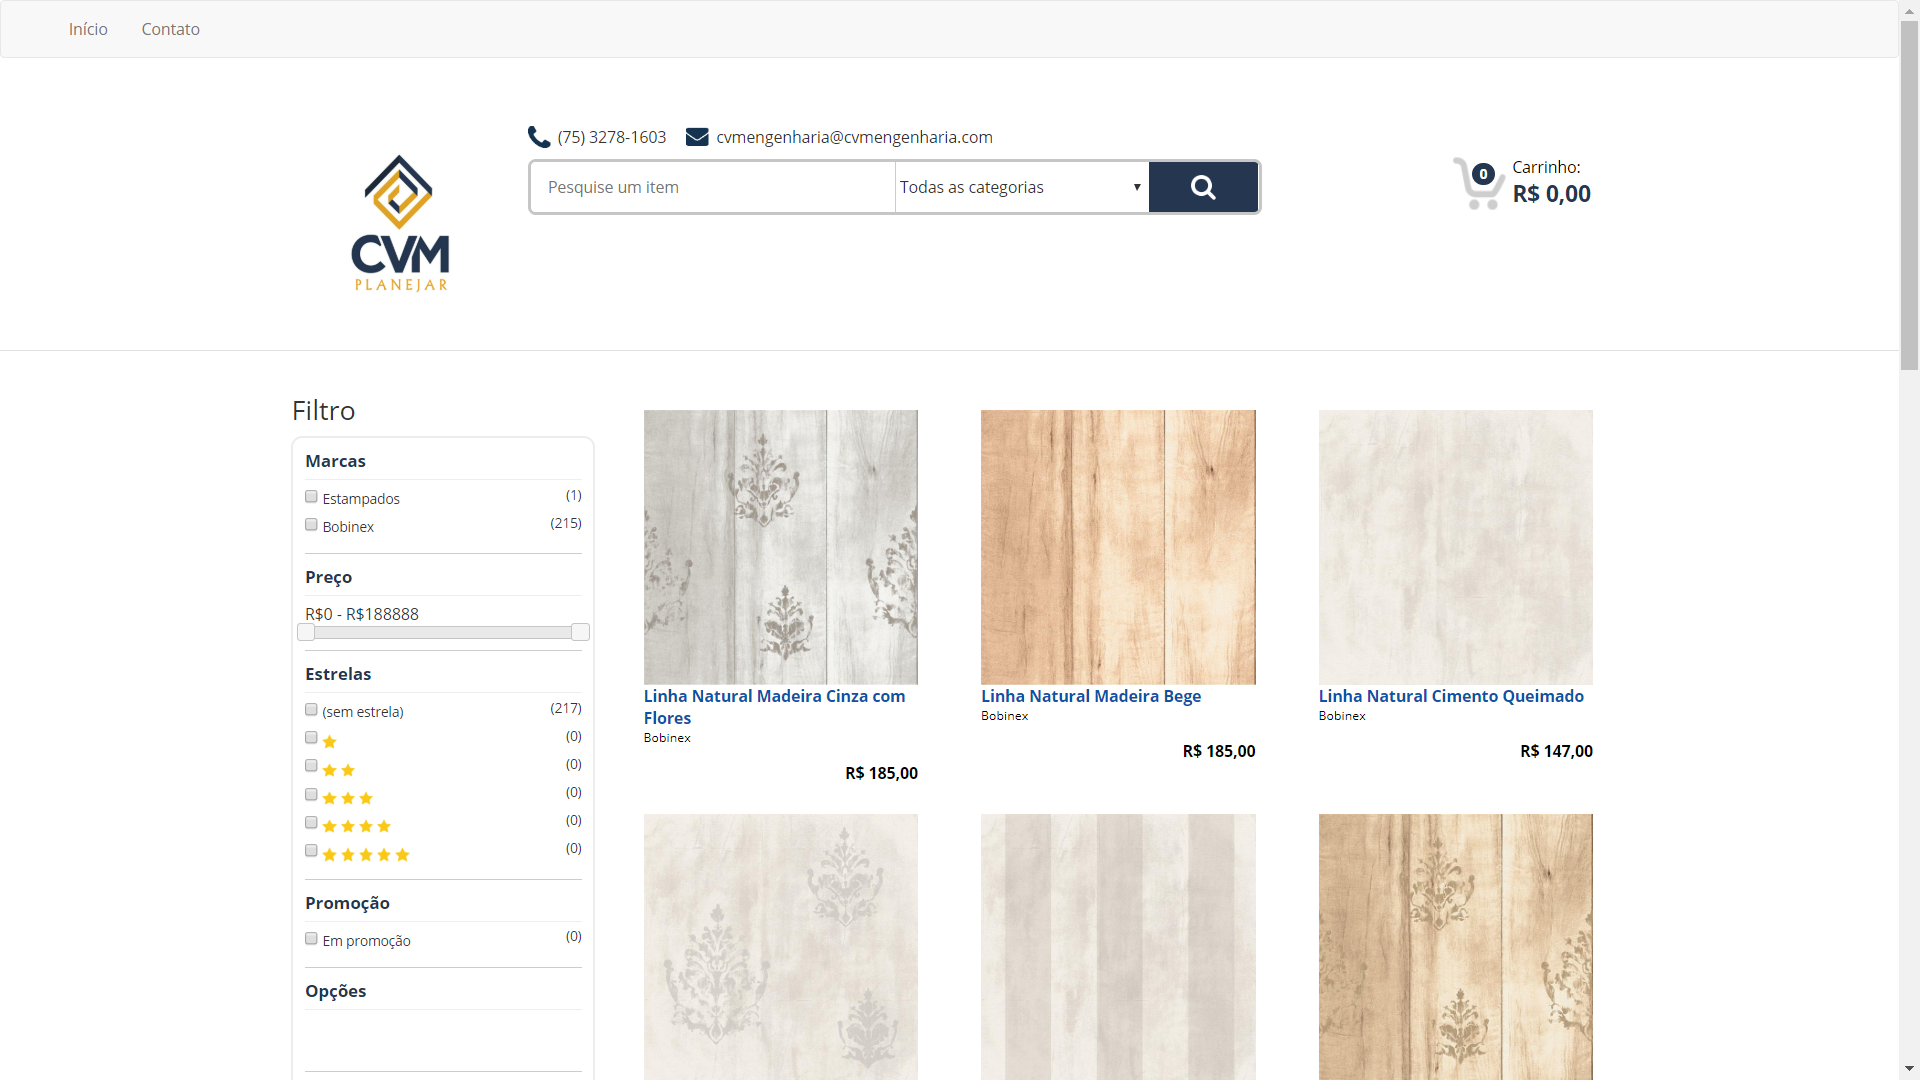 Início Contato
(75) 3278-1603 cvmengenharia@cvmengenharia.com
Pesquise um item Todas as categorias
0 Carrinho:
R$ 0,00
CVM
PLANEJAR
Filtro
Marcas
Estampados (1)
Bobinex (215)
Preço
R$0 - R$188888
Estrelas
(sem estrela) (217)
(0)
(0)
(0)
(0)
(0)
Promoção
Em promoção (0)
Opções
Linha Natural Madeira Cinza com
Flores
Bobinex
R$ 185,00
Linha Natural Madeira Bege
Bobinex
R$ 185,00
Linha Natural Cimento Queimado
Bobinex
R$ 147,00